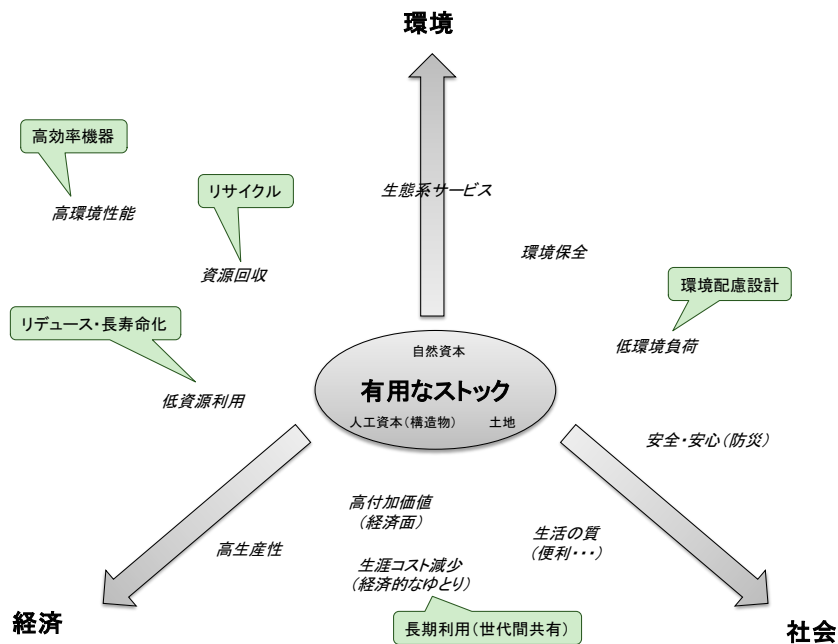 環境
高効率機器
高環境性能
リサイクル
資源回収
生態系サービス
環境保全
環境配慮設計
低環境負荷
リデュース・長寿命化
低資源利用
自然資本
有用なストック
人工資本(構造物) 土地
安全・安心(防災)
高付加価値
(経済面)
高生産性
生活の質
(便利・・・)
生涯コスト減少
(経済的なゆとり)
長期利用(世代間共有)
経済
社会